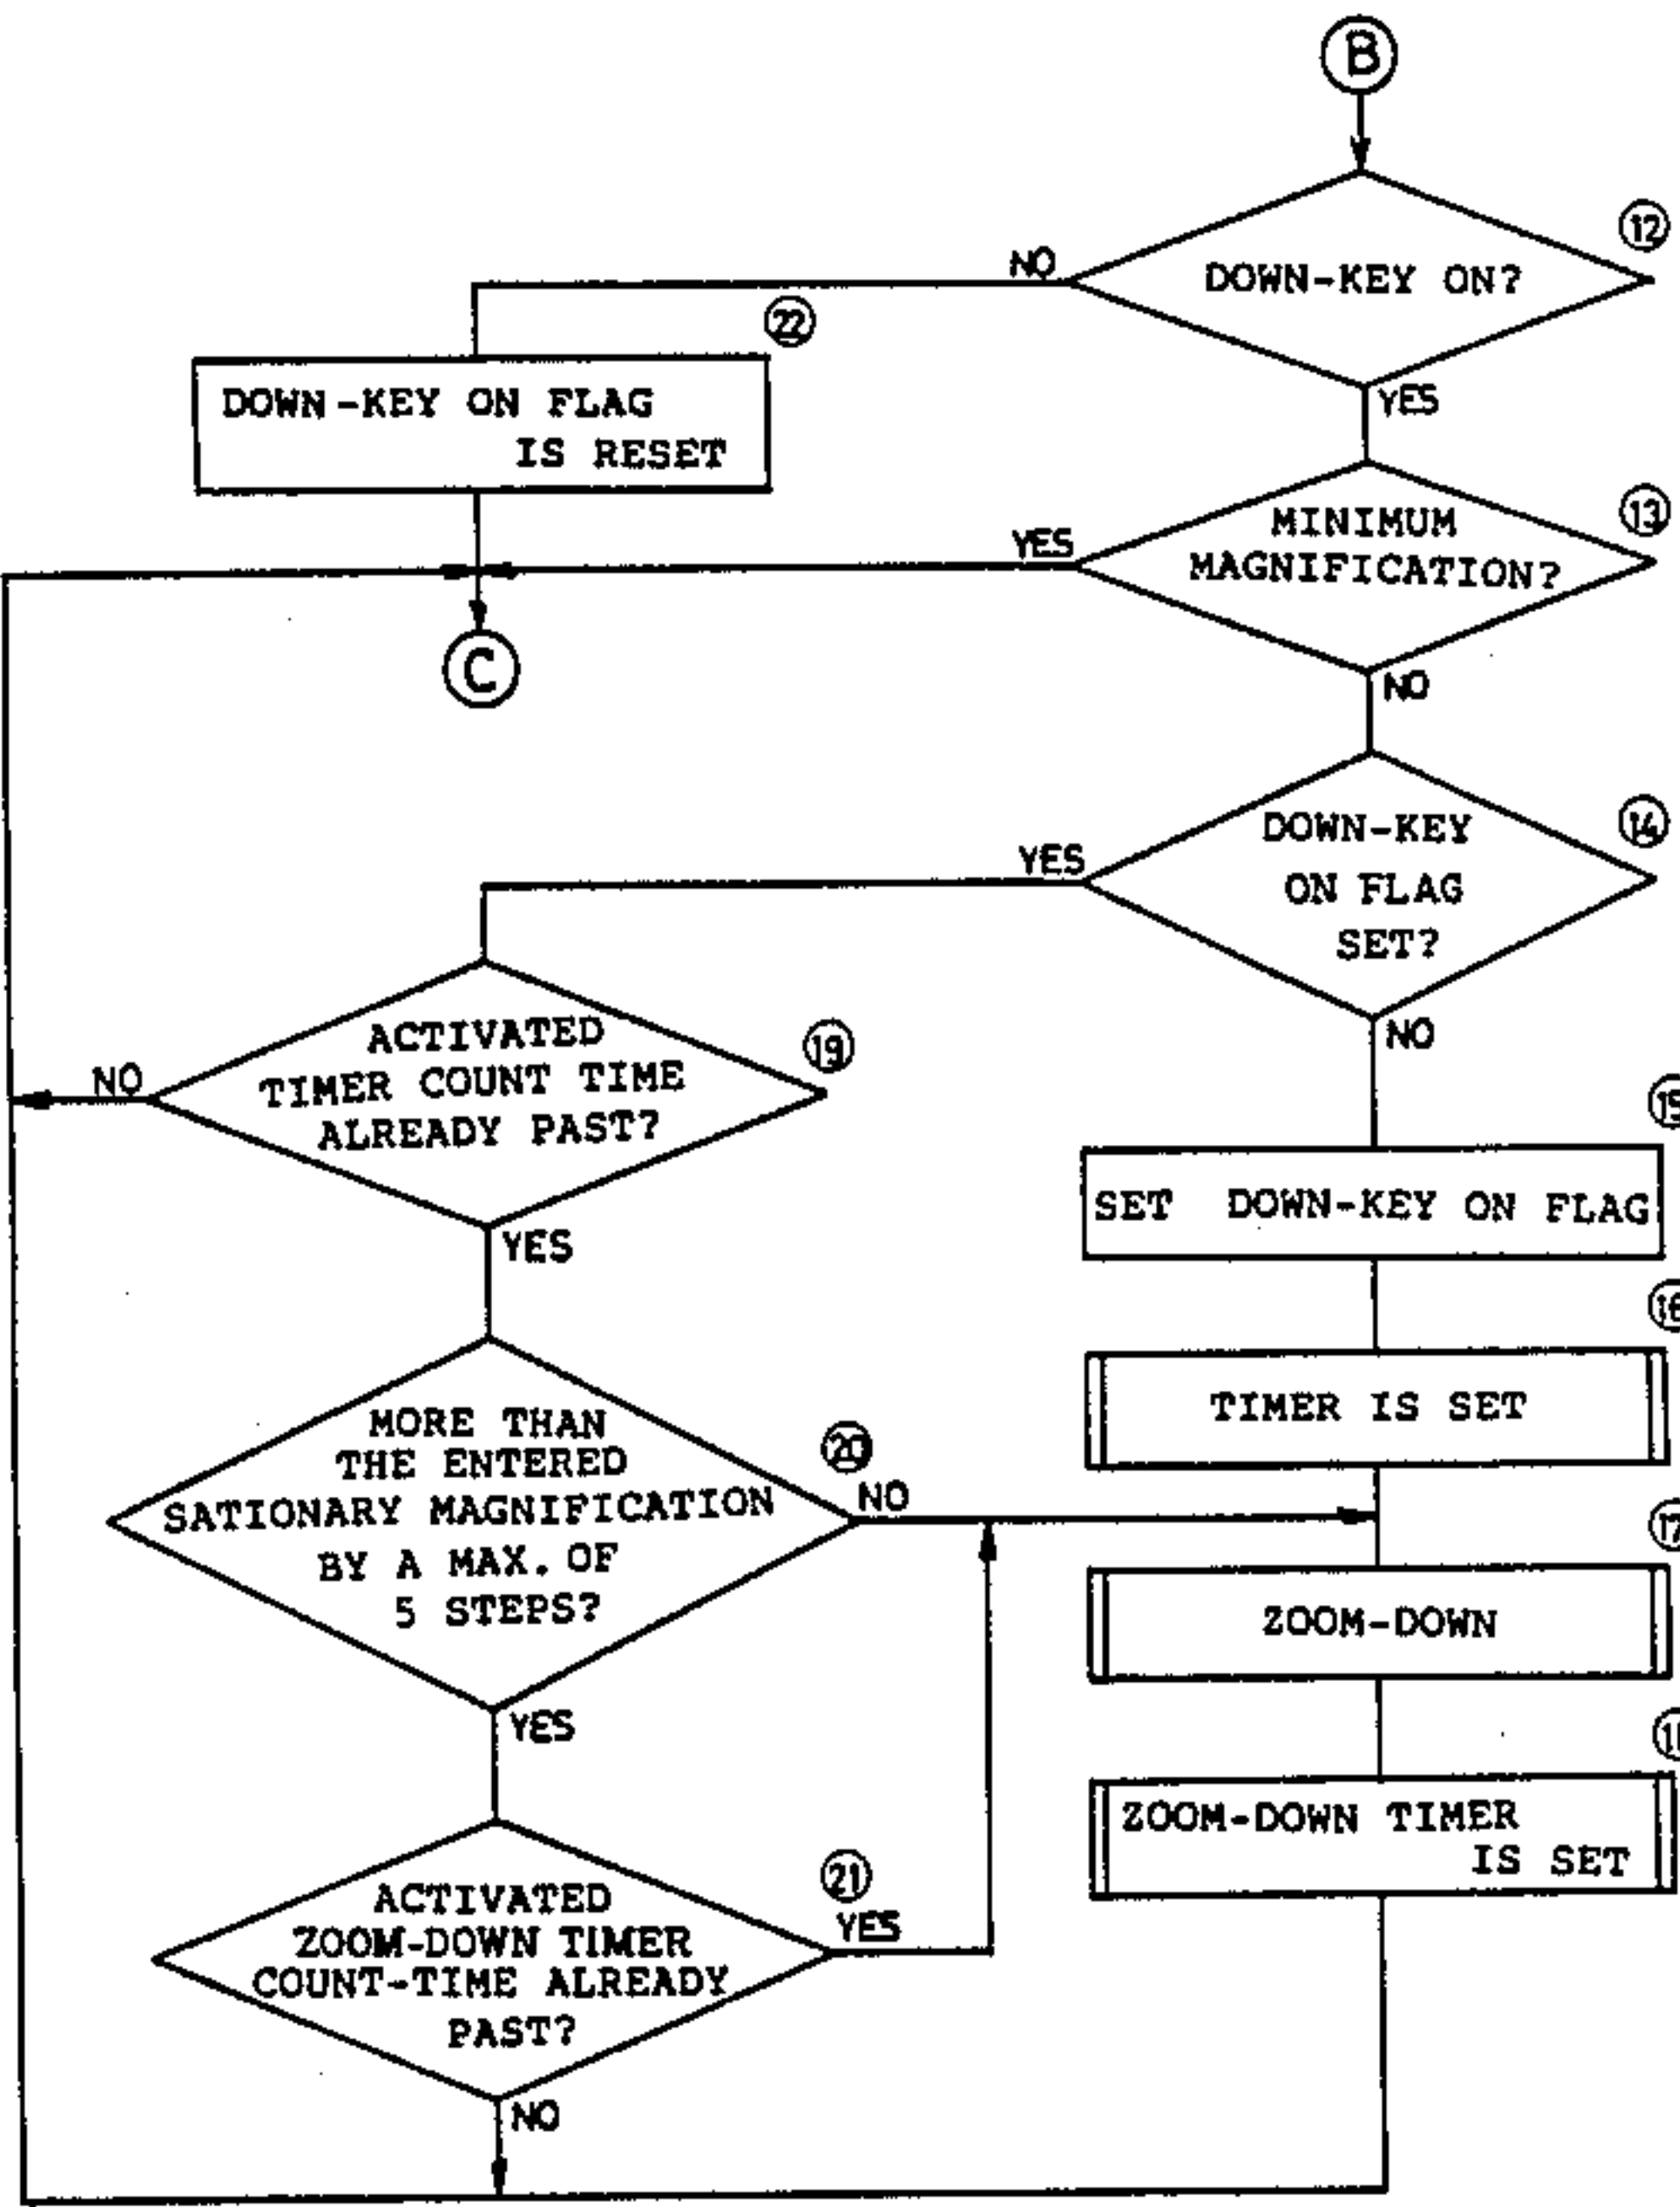 B
12
DOWN-KEY ON?
NO
YES
22
DOWN-KEY ON FLAG
IS RESET
13
MINIMUM
MAGNIFICATION?
YES
NO
C
14
DOWN-KEY
ON FLAG
SET?
YES
NO
19
ACTIVATED
TIMER COUNT TIME
ALREADY PAST?
NO
YES
15
SET DOWN-KEY ON FLAG
16
TIMER IS SET
20
MORE THAN
THE ENTERED
SATIONARY MAGNIFICATION
BY A MAX. OF
5 STEPS?
NO
YES
17
ZOOM-DOWN
ZOOM-DOWN TIMER
IS SET
21
ACTIVATED
ZOOM-DOWN TIMER
COUNT-TIME ALREADY
PAST?
YES
NO